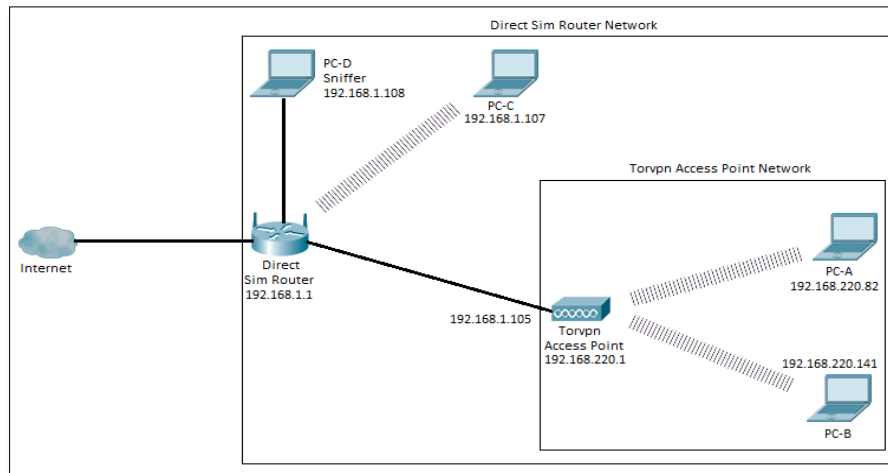 Direct Sim Router Network
PC-D
Sniffer
192.168.1.108
PC-C
192.168.1.107
Torvpn Access Point Network
Internet
Direct
Sim Router
192.168.1.1
PC-A
192.168.220.82
192.168.1.105
Torvpn
Access Point
192.168.220.1
192.168.220.141
PC-B